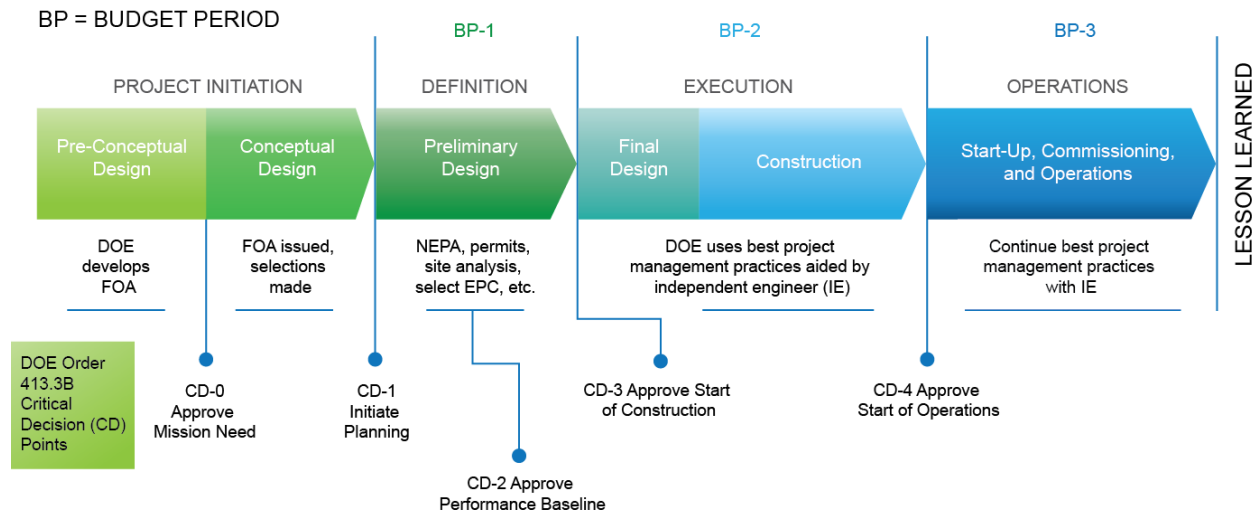 BP = BUDGET PERIOD
BP-1
BP-2
BP-3
PROJECT INITIATION
DEFINITION
EXECUTION
OPERATIONS
Pre-Conceptual
Design
Conceptual
Design
Preliminary
Design
Final
Design
Construction
Start-Up, Commissioning,
and Operations
LESSON LEARNED
DOE
develops
FOA
FOA issued,
selections
made
NEPA, permits,
site analysis,
select EPC, etc.
DOE uses best project
management practices aided by
independent engineer (IE)
Continue best project
management practices
with IE
DOE Order
413.3B
Critical
Decision (CD)
Points
CD-0
Approve
Mission Need
CD-1
Initiate
Planning
CD-2 Approve
Performance Baseline
CD-3 Approve Start
of Construction
CD-4 Approve
Start of Operations